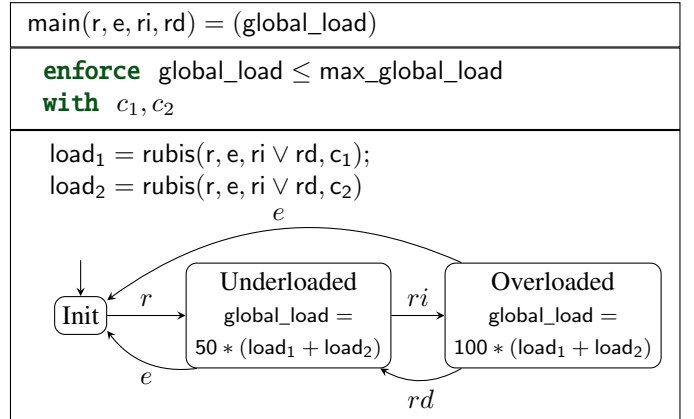 main(r, e, ri, rd) = (global_load)
enforce global_load ≤ max_global_load
with c₁, c₂
load₁ = rubis(r, e, ri ∨ rd, c₁);
load₂ = rubis(r, e, ri ∨ rd, c₂)
e
Underloaded
Overloaded
Init
r
global_load =
ri
global_load =
50 * (load₁ + load₂)
100 * (load₁ + load₂)
e
rd